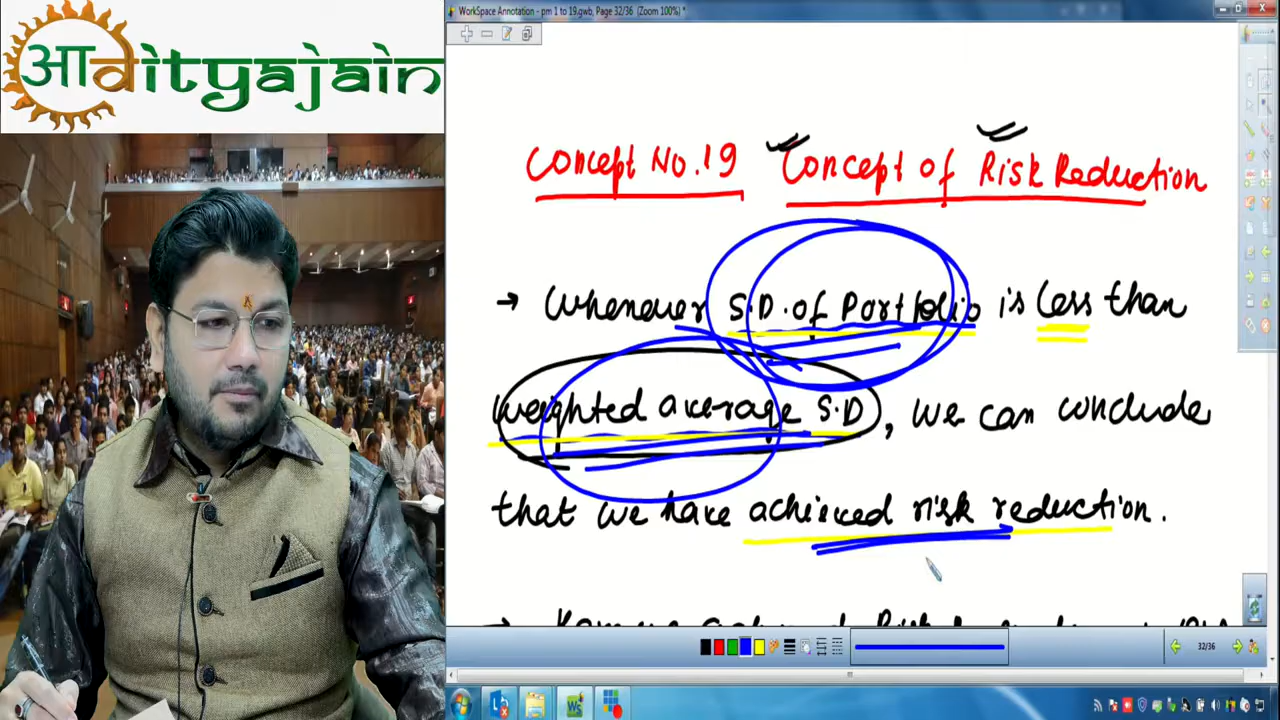 आdityajain
WorkSpace Annotation - pm 1 to 19.gwb, Page 32/36 (Zoom 100%) *
Concept No.19 Concept of Risk Reduction
→ Whenever S.D. of Portfolio is less than
weighted average S.D, we can conclude
that we have achieved risk reduction.
32/36